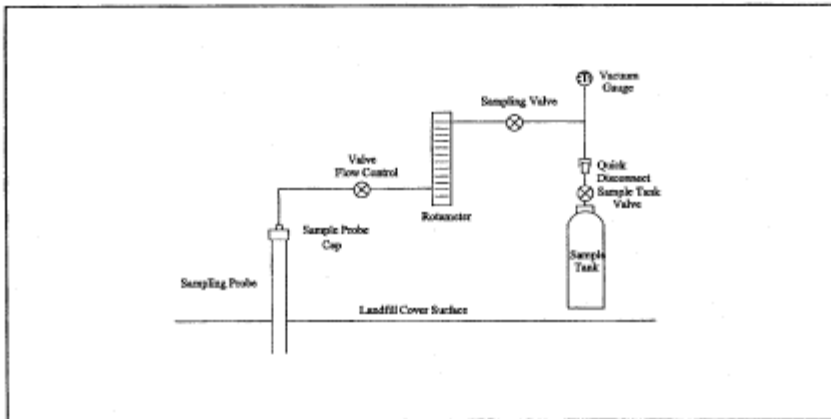 Vacuum
Gauge
Sampling Valve
Valve
Flow Control
Quick
Disconnect
Sample Tank
Valve
Rotameter
Sample Probe
Cap
Sample
Tank
Sampling Probe
Landfill Cover Surface